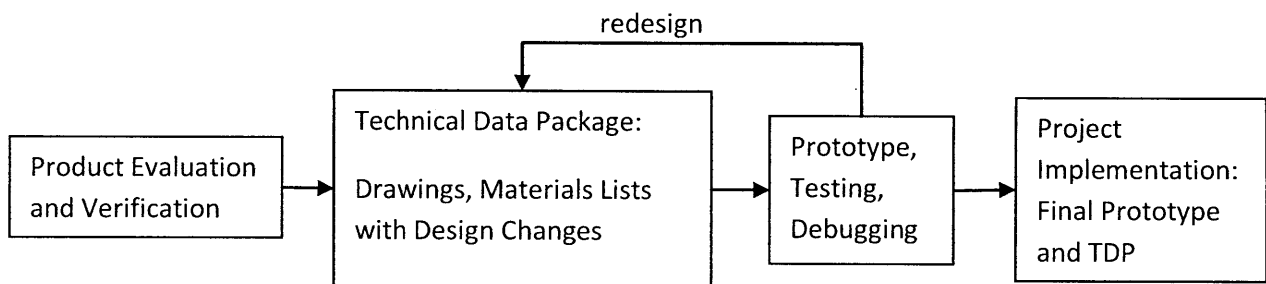 redesign
Product Evaluation
and Verification
Technical Data Package:
Drawings, Materials Lists
with Design Changes
Prototype,
Testing,
Debugging
Project
Implementation:
Final Prototype
and TDP